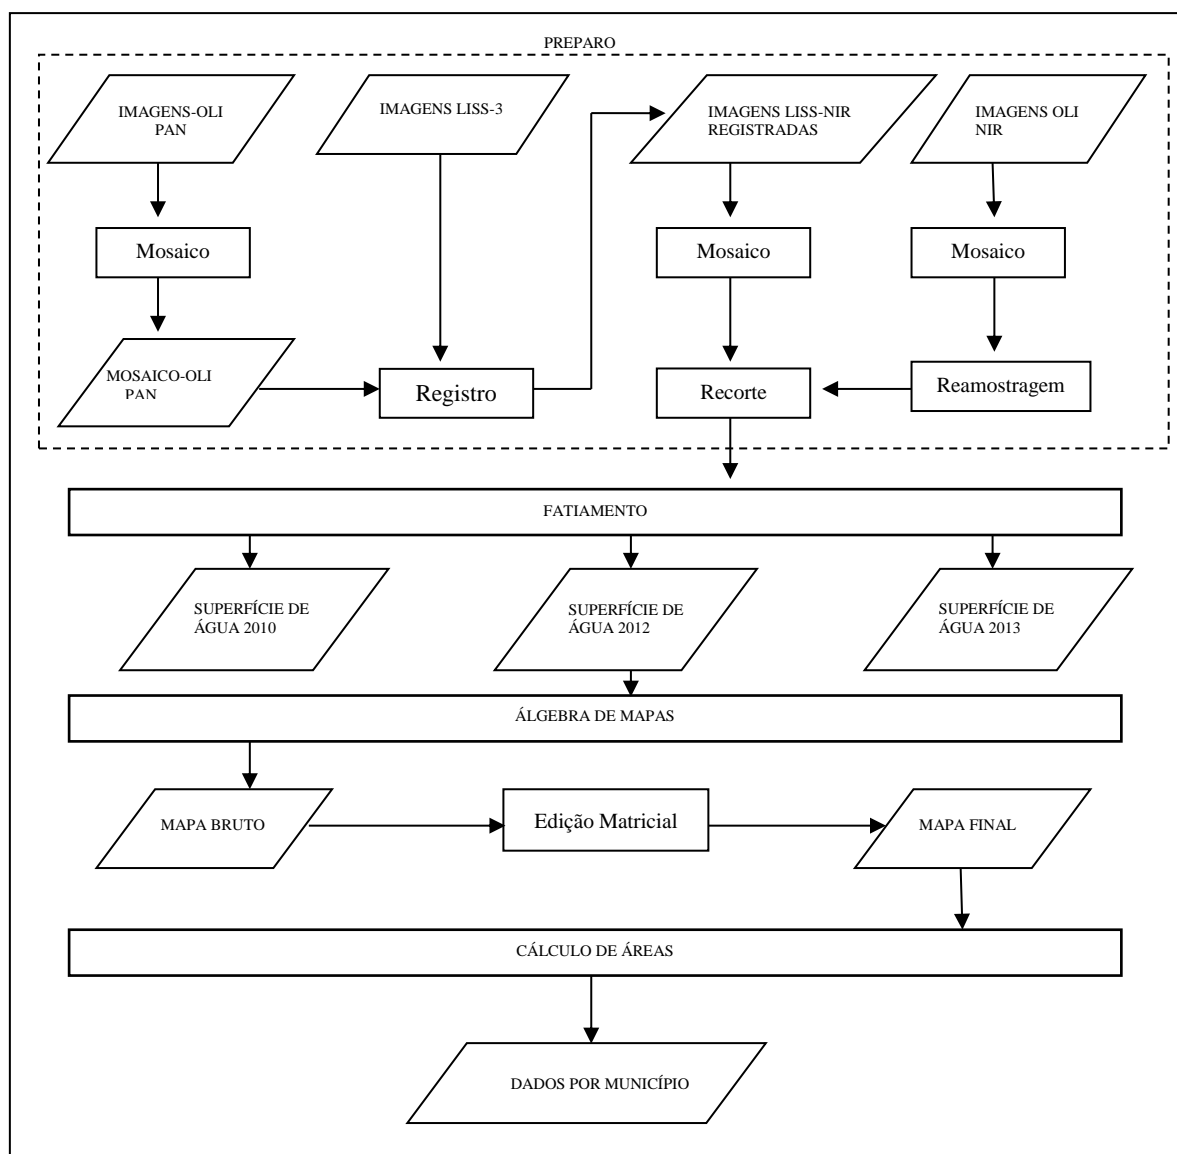 PREPARO
IMAGENS-OLI
PAN
IMAGENS LISS-3
IMAGENS LISS-NIR
REGISTRADAS
IMAGENS OLI
NIR
Mosaico
Mosaico
Mosaico
MOSAICO-OLI
PAN
Registro
Recorte
Reamostragem
FATIAMENTO
SUPERFÍCIE DE
ÁGUA 2010
SUPERFÍCIE DE
ÁGUA 2012
SUPERFÍCIE DE
ÁGUA 2013
ÁLGEBRA DE MAPAS
MAPA BRUTO
Edição Matricial
MAPA FINAL
CÁLCULO DE ÁREAS
DADOS POR MUNICÍPIO